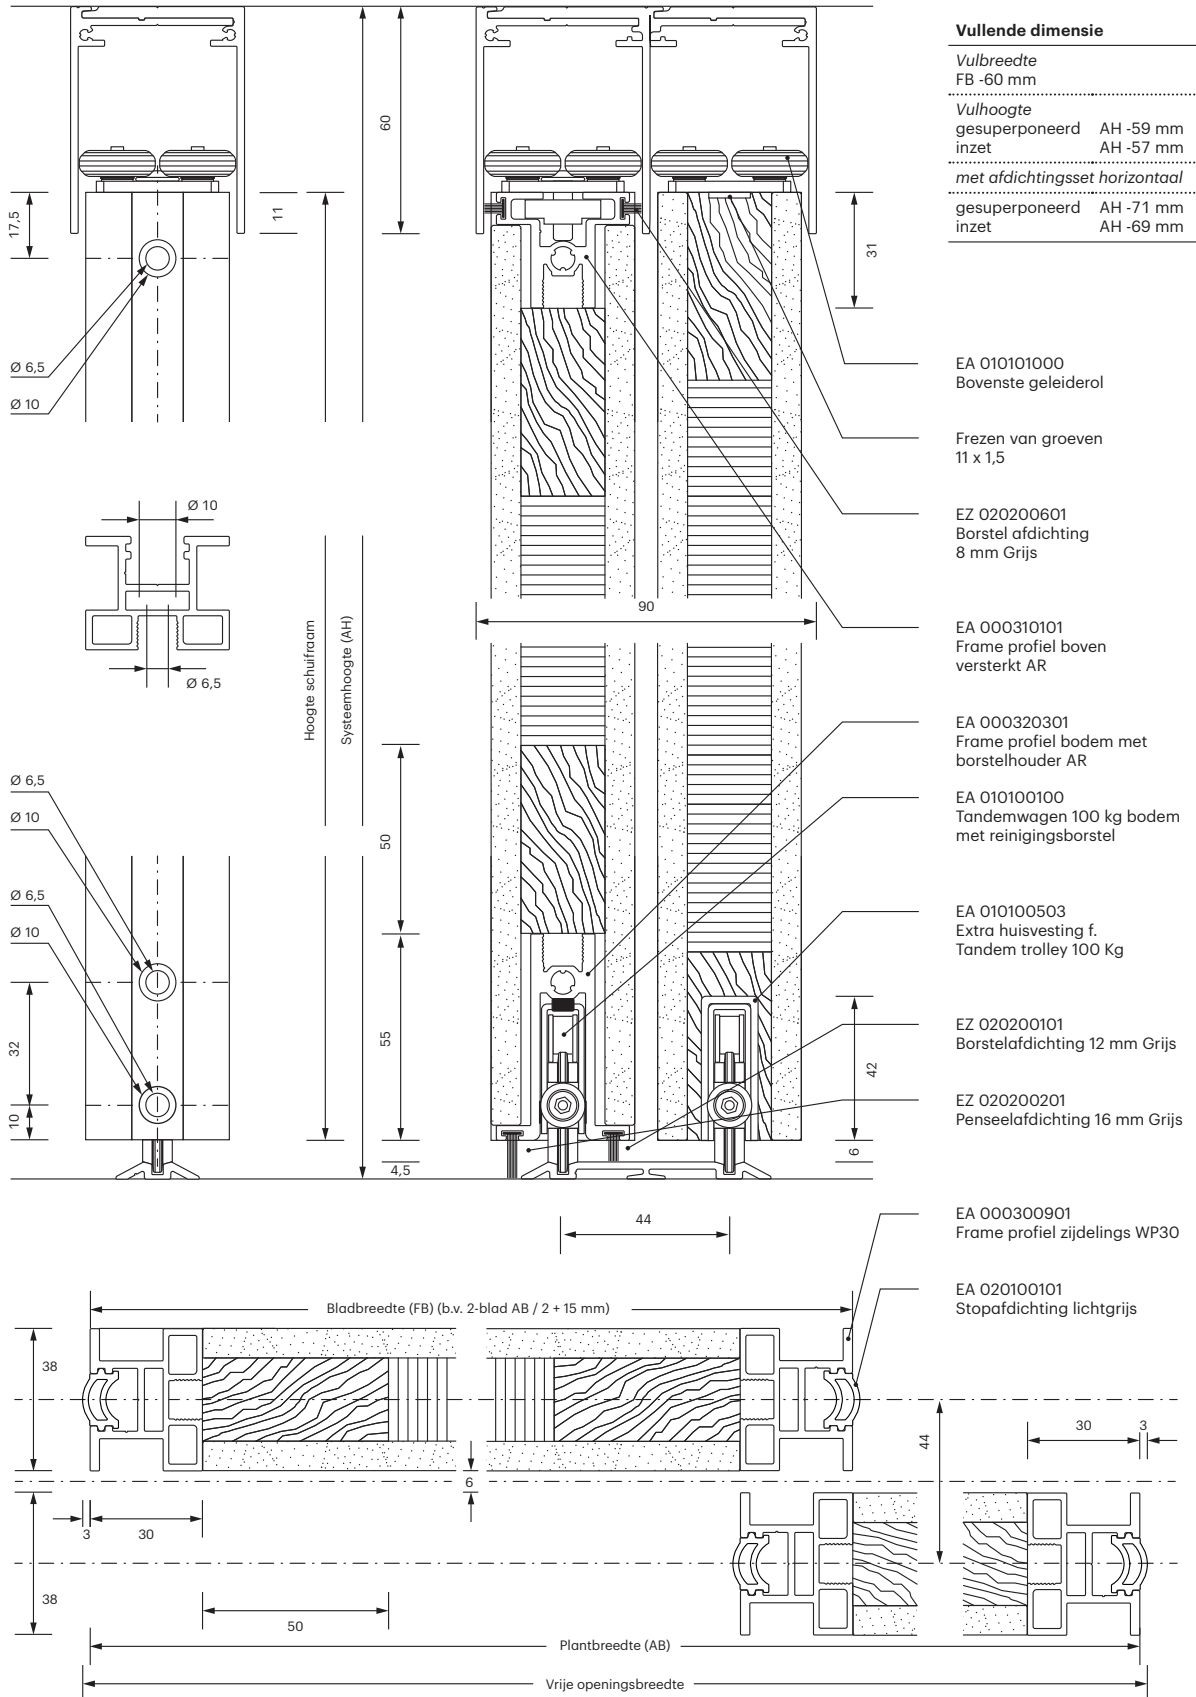 Vullende dimensie
Vulbreedte
FB -60 mm
Vulhoogte
gesuperponeerd AH -59 mm
inzet AH -57 mm
met afdichtingsset horizontaal
gesuperponeerd AH -71 mm
inzet AH -69 mm
60
17,5
11
31
Ø 6,5
Ø 10
EA 010101000
Bovenste geleiderol
Frezen van groeven
11 x 1,5
EZ 020200601
Borstel afdichting
8 mm Grijs
Ø 10
Ø 6,5
90
EA 000310101
Frame profiel boven
versterkt AR
Hoogte schuifraam
Systeemhoogte (AH)
EA 000320301
Frame profiel bodem met
borstelhouder AR
EA 010100100
Tandemwagen 100 kg bodem
met reinigingsborstel
Ø 6,5
Ø 10
50
Ø 6,5
Ø 10
EA 010100503
Extra huisvesting f.
Tandem trolley 100 Kg
32
10
55
42
EZ 020200101
Borstelafdichting 12 mm Grijs
EZ 020200201
Penseelafdichting 16 mm Grijs
6
4,5
44
EA 000300901
Frame profiel zijdelings WP30
EA 020100101
Stopafdichting lichtgrijs
Bladbreedte (FB) (b.v. 2-blad AB / 2 + 15 mm)
38
44
30
3
6
3
30
38
50
Plantbreedte (AB)
Vrije openingsbreedte